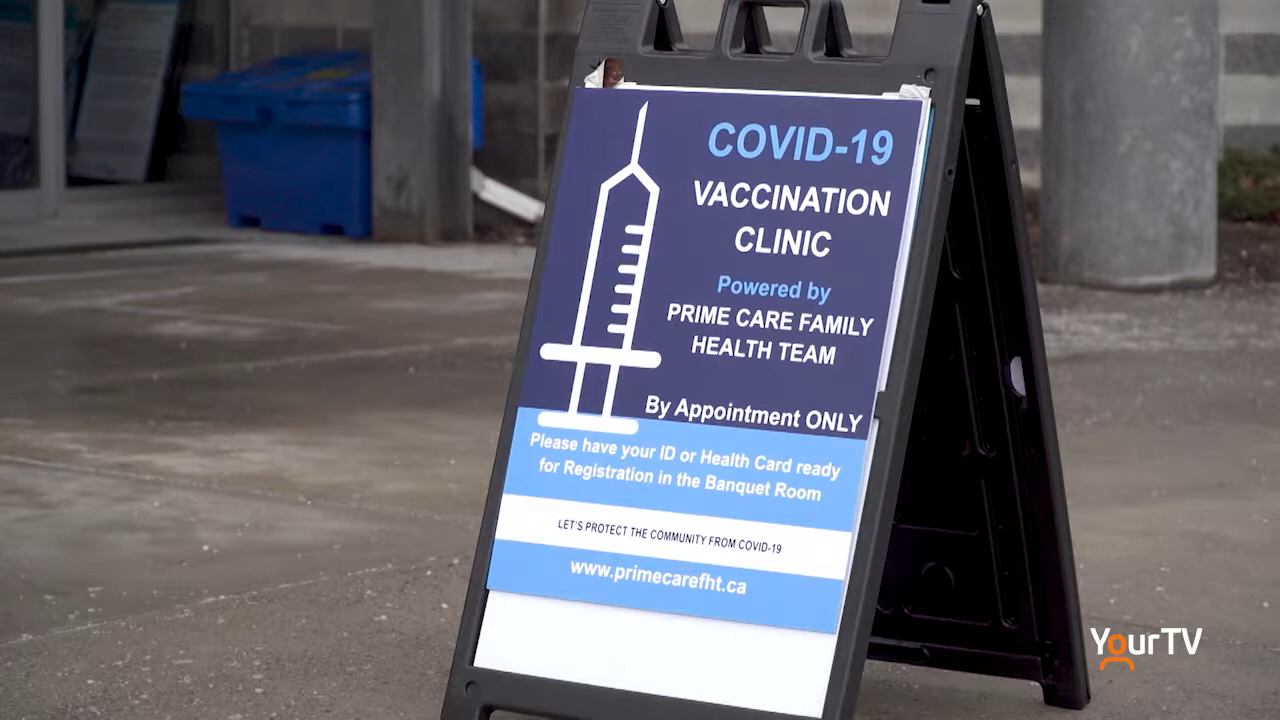 COVID-19
VACCINATION
CLINIC
Powered by
PRIME CARE FAMILY
HEALTH TEAM
By Appointment ONLY
Please have your ID or Health Card ready
for Registration in the Banquet Room
LET'S PROTECT THE COMMUNITY FROM COVID-19
www.primecarefht.ca
YourTV